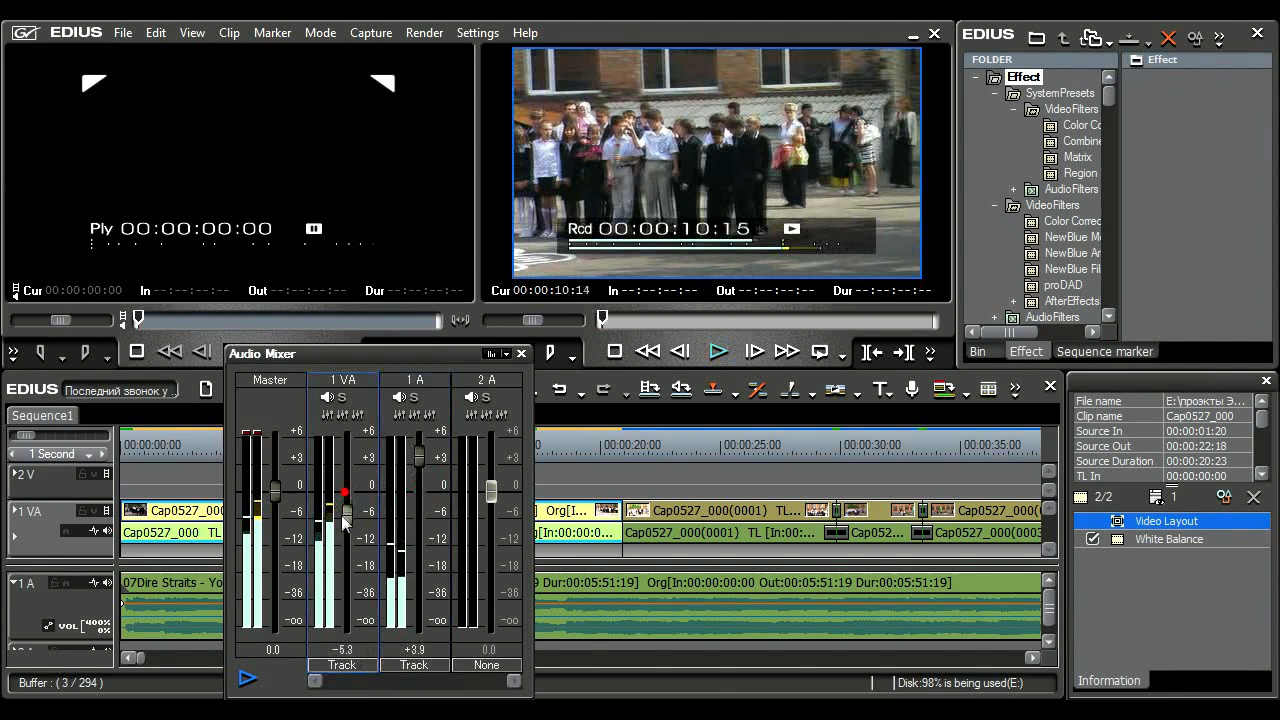 EDIUS File Edit View Clip Marker Mode Capture Render Settings Help
Ply 00:00:00:00
Cur 00:00:00:00 In --:--:--:-- Out --:--:--:-- Dur --:--:--:--
Rcd 00:00:10:15
Cur 00:00:10:14 In --:--:--:-- Out --:--:--:-- Dur --:--:--:--
EDIUS
FOLDER
Effect
SystemPresets
VideoFilters
Color Co
Combine
Matrix
Region
AudioFilters
VideoFilters
Color Correc
NewBlue Mo
NewBlue Ar
NewBlue Fil
proDAD
AfterEffects
AudioFilters
Effect
Bin Effect Sequence marker
Audio Mixer
Master 1 VA 1 A 2 A
S S S
+6 +6 +6 +6
+3 +3 +3 +3
0 0 0 0
-6 -6 -6 -6
-12 -12 -12 -12
-18 -18 -18 -18
-36 -36 -36 -36
-oo -oo -oo -oo
0.0 -5.3 +3.9 0.0
Track Track None
EDIUS Последний звонок у ...
Sequence1
1 Second
00:00:00:00 00:00:20:00 00:00:25:00 00:00:30:00 00:00:35:00
2 V
1 VA Cap0527_000 Org[I... Cap0527_000(0001) TL... Cap0527_000(0
Cap0527_000 TL Org[In:00:00:0... Cap0527_000(0001) TL [In:00:... Cap052... Cap0527_000(0003
1 A 07Dire Straits - Yo 9 Dur:00:05:51:19] Org[In:00:00:00:00 Out:00:05:51:19 Dur:00:05:51:19]
VOL [400% 0%
Buffer : ( 3 / 294 ) Disk:98% is being used(E:)
File name E:\проэкты Э...
Clip name Cap0527_000
Source In 00:00:01:20
Source Out 00:00:22:18
Source Duration 00:00:20:23
TL In
2/2 1
Video Layout
White Balance
Information